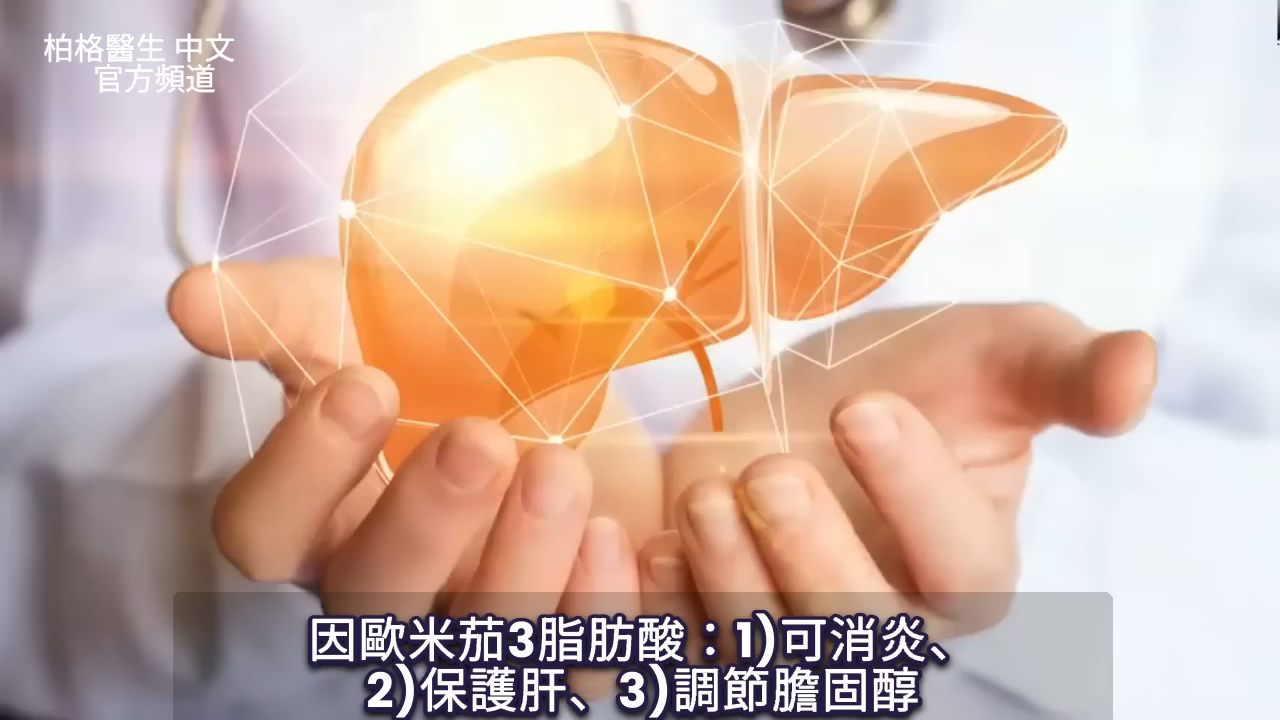 柏格醫生 中文
官方頻道
因歐米茄3脂肪酸：1)可消炎、
2)保護肝、3)調節膽固醇